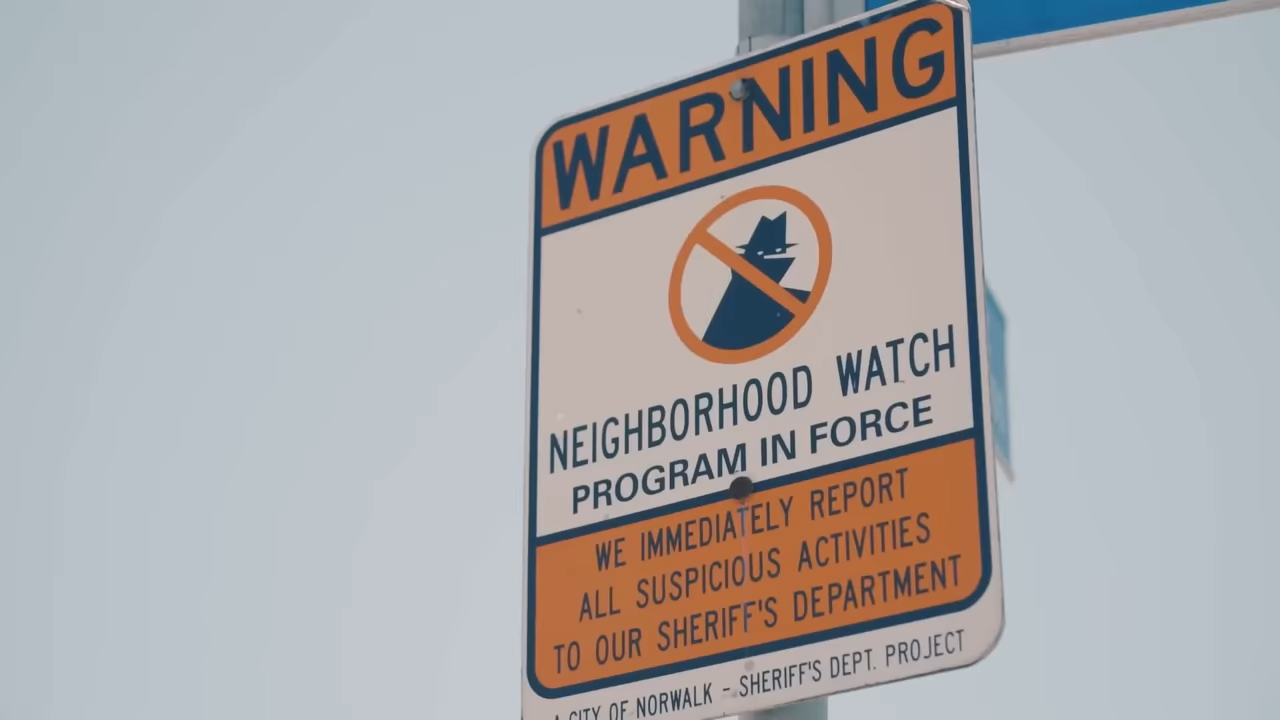 WARNING
NEIGHBORHOOD WATCH
PROGRAM IN FORCE
WE IMMEDIATELY REPORT
ALL SUSPICIOUS ACTIVITIES
TO OUR SHERIFF'S DEPARTMENT
A CITY OF NORWALK - SHERIFF'S DEPT. PROJECT